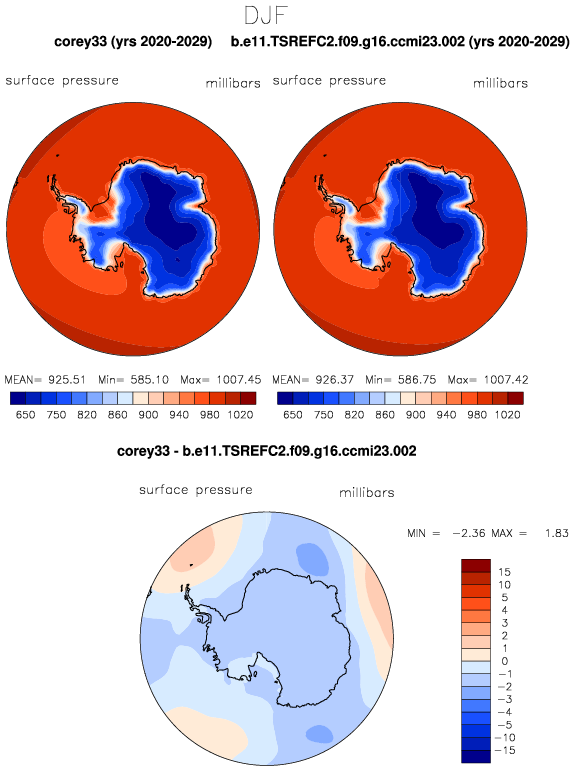 DJF
corey33 (yrs 2020-2029) b.e11.TSREFC2.f09.g16.ccmi23.002 (yrs 2020-2029)
surface pressure millibars surface pressure millibars
MEAN= 925.51 Min= 585.10 Max= 1007.45 MEAN= 926.37 Min= 586.75 Max= 1007.42
650 750 820 860 900 940 980 1020 650 750 820 860 900 940 980 1020
corey33 - b.e11.TSREFC2.f09.g16.ccmi23.002
surface pressure millibars
MIN = -2.36 MAX = 1.83
15
10
5
4
3
2
1
0
-1
-2
-3
-4
-5
-10
-15